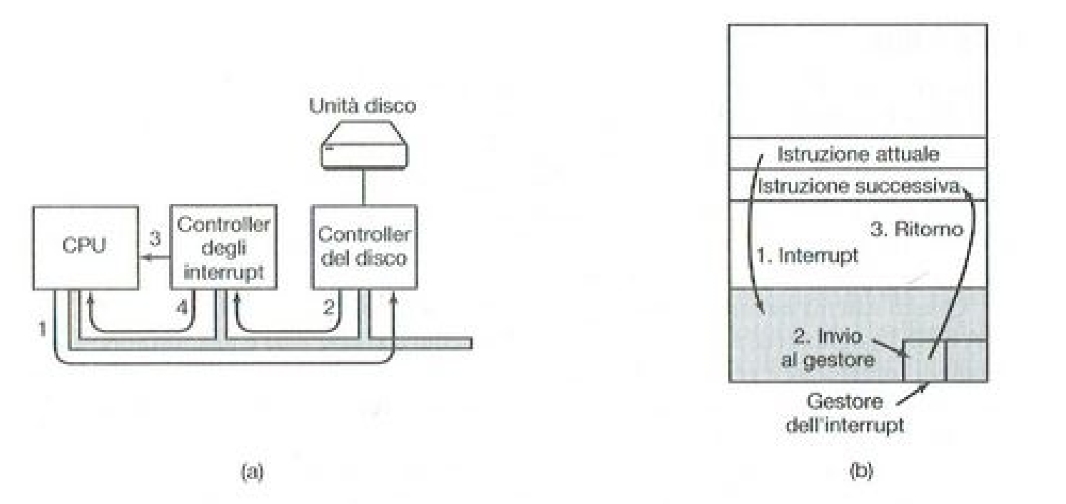 Unità disco
CPU
3
Controller
degli
interrupt
Controller
del disco
1
4
2
(a)
Istruzione attuale
Istruzione successiva
3. Ritorno
1. Interrupt
2. Invio
al gestore
Gestore
dell'interrupt
(b)